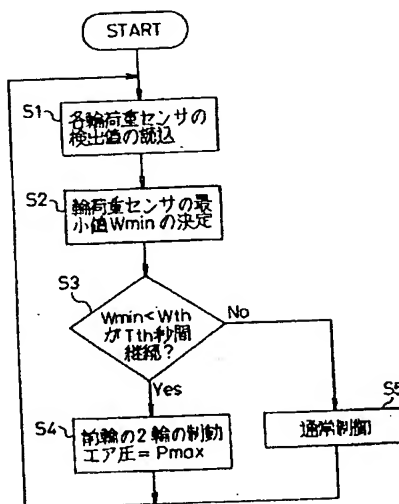 START
S1
各輪荷重センサの
検出値の読込
S2
輪荷重センサの最
小値Wminの決定
S3
Wmin<Wth
がTth秒間
継続?
No
Yes
S4
前輪の2輪の制動
エア圧=Pmax
S5
通常制御